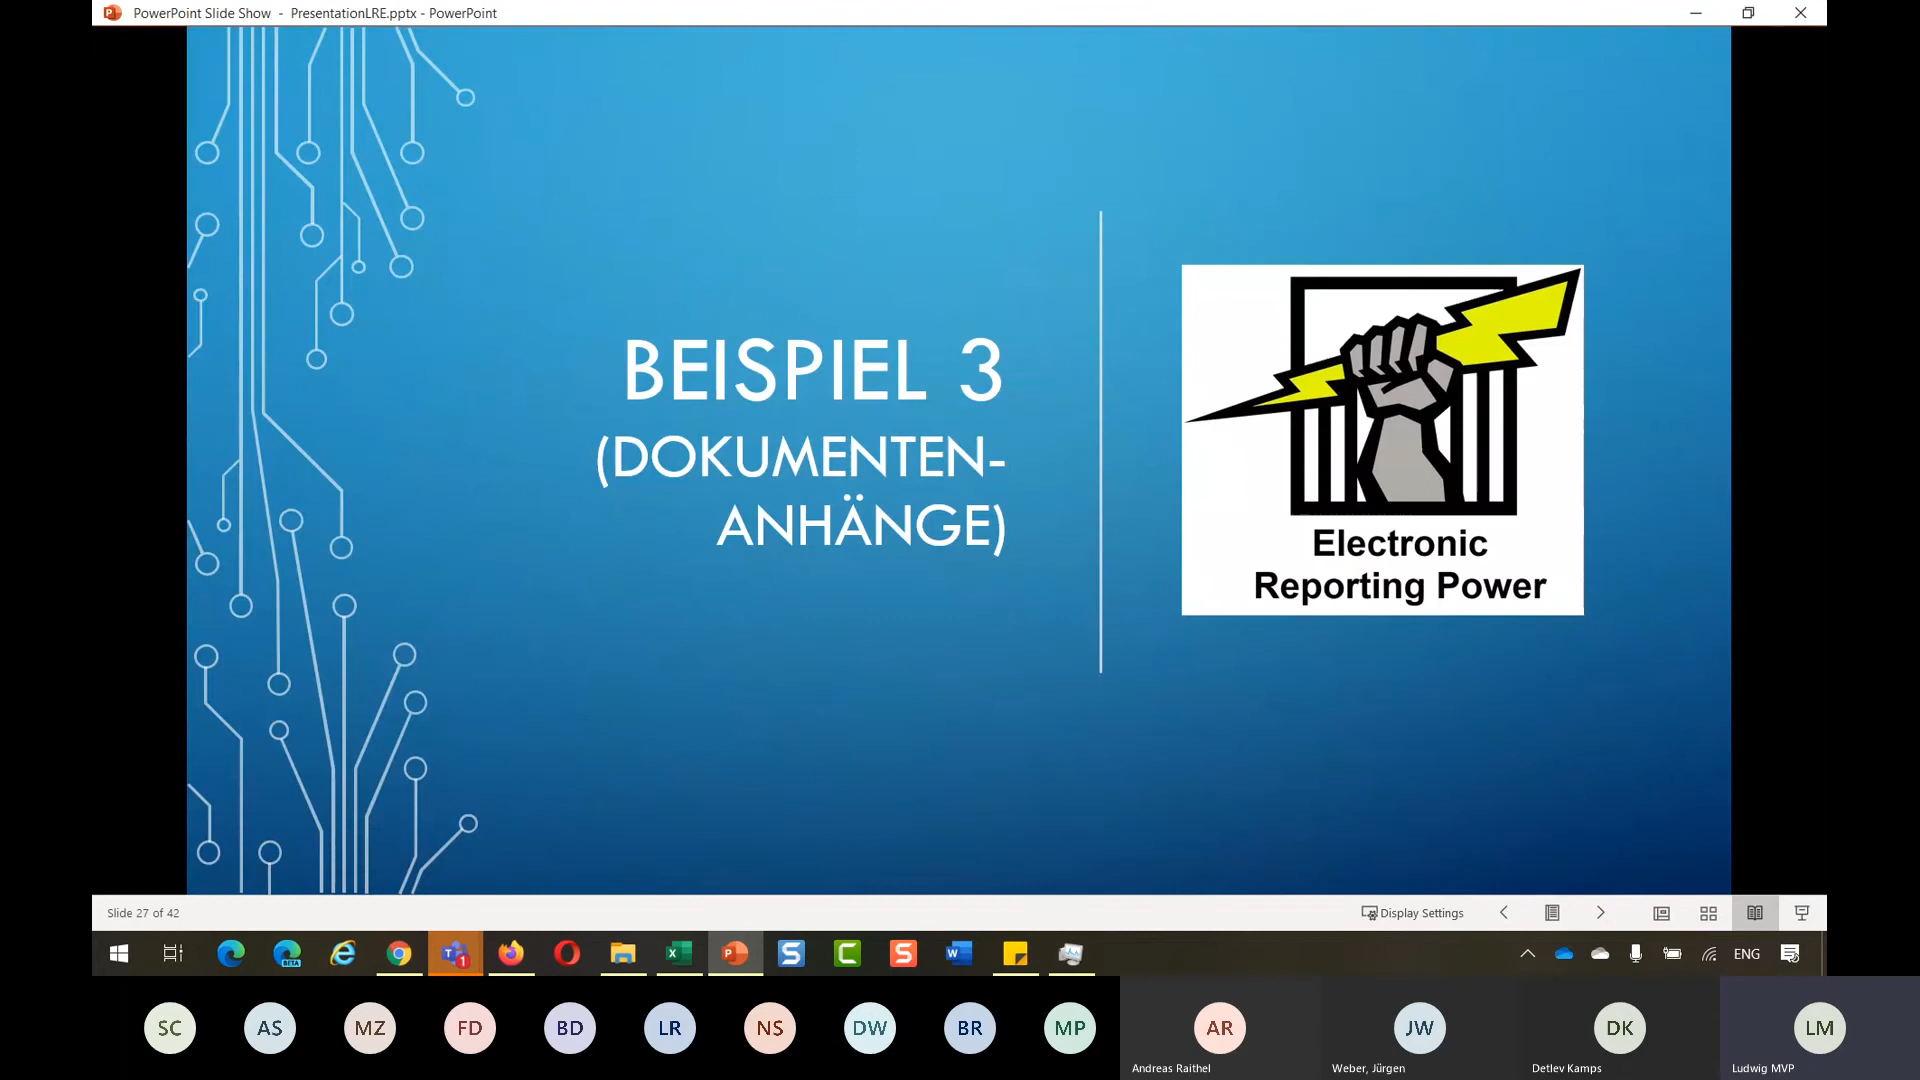 PowerPoint Slide Show - PresentationLRE.pptx - PowerPoint
BEISPIEL 3
(DOKUMENTEN-
ANHÄNGE)
Electronic
Reporting Power
Slide 27 of 42
Display Settings
BETA
1
ENG
SC
AS
MZ
FD
BD
LR
NS
DW
BR
MP
AR
JW
DK
LM
Andreas Raithel
Weber, Jürgen
Detlev Kamps
Ludwig MVP